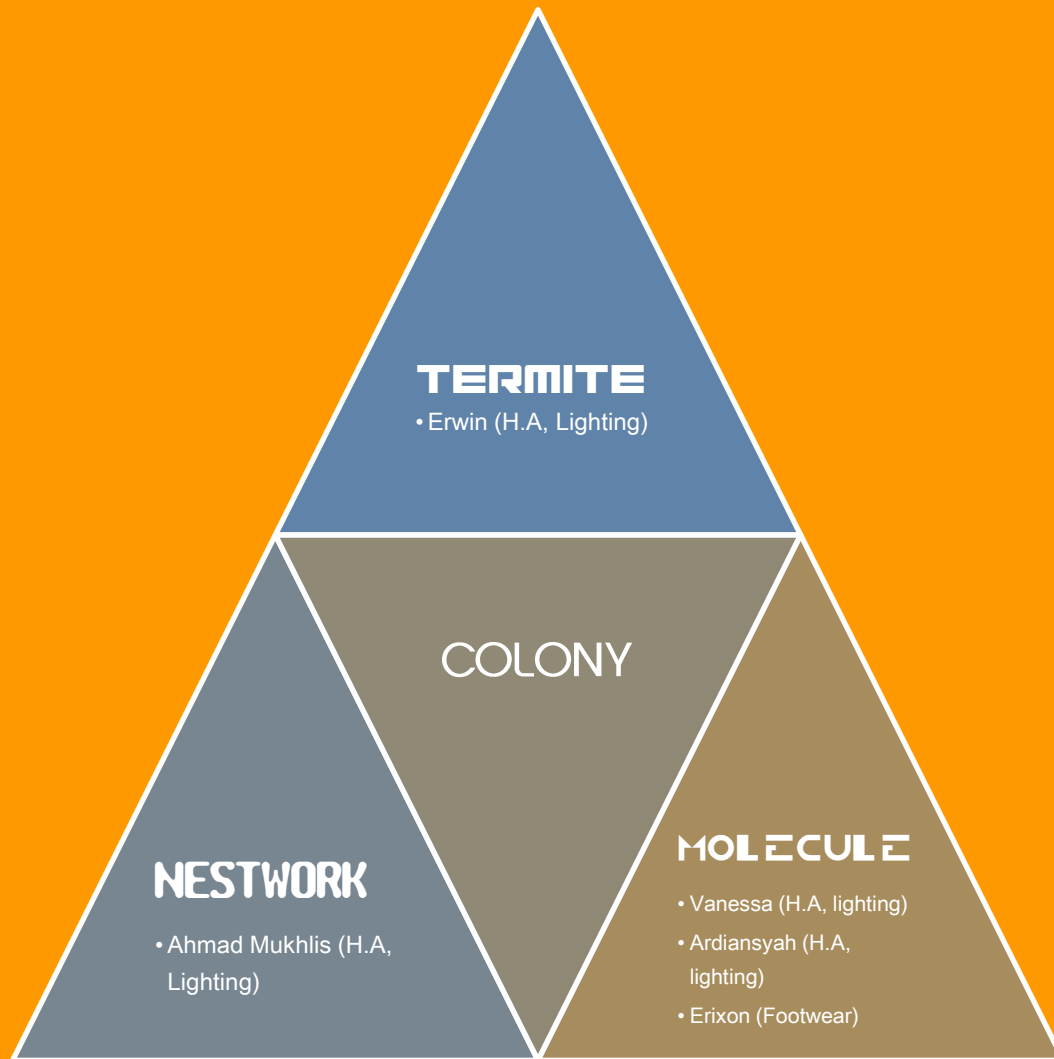 TERMITE
• Erwin (H.A, Lighting)
COLONY
NESTWORK
• Ahmad Mukhlis (H.A,
Lighting)
MOLECULE
• Vanessa (H.A, lighting)
• Ardiansyah (H.A,
lighting)
• Erixon (Footwear)